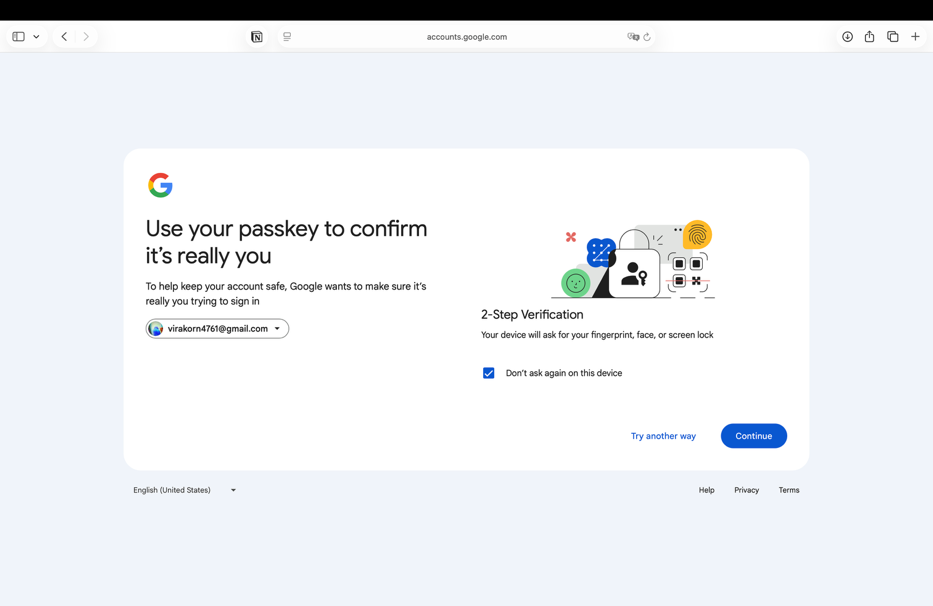 accounts.google.com
Use your passkey to confirm
it’s really you
To help keep your account safe, Google wants to make sure it’s
really you trying to sign in
virakorn4761@gmail.com
2-Step Verification
Your device will ask for your fingerprint, face, or screen lock
Don’t ask again on this device
Try another way
Continue
English (United States)
Help
Privacy
Terms